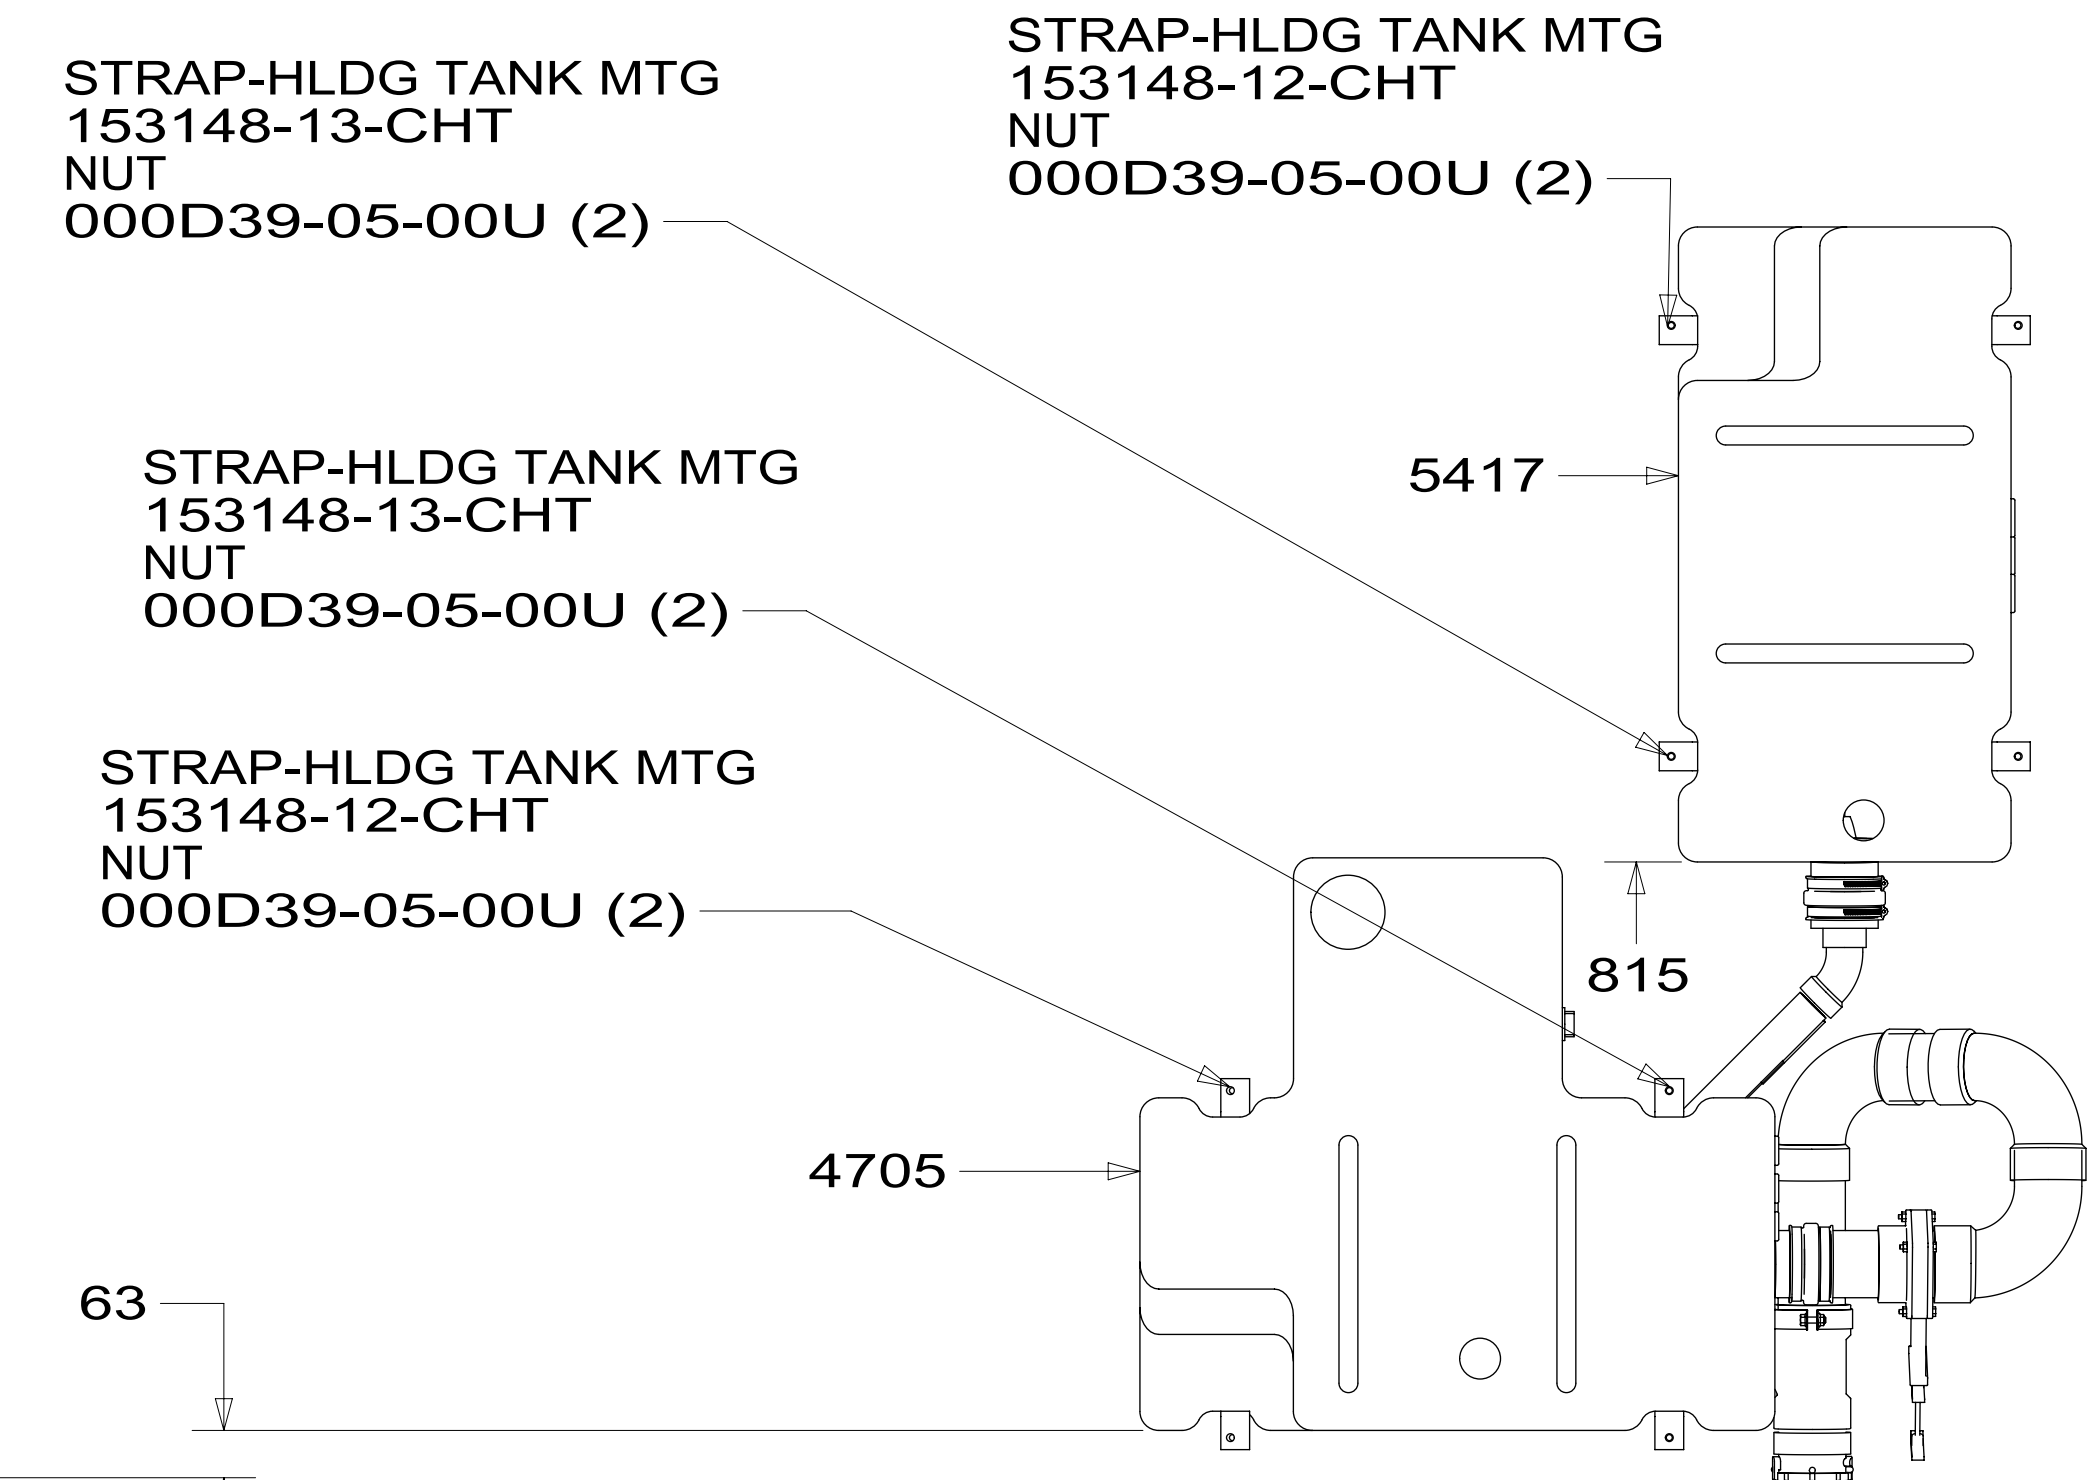 STRAP-HLDG TANK MTG
153148-13-CHT
NUT
000D39-05-00U (2)
STRAP-HLDG TANK MTG
153148-12-CHT
NUT
000D39-05-00U (2)
STRAP-HLDG TANK MTG
153148-13-CHT
NUT
000D39-05-00U (2)
5417
STRAP-HLDG TANK MTG
153148-12-CHT
NUT
000D39-05-00U (2)
815
4705
63